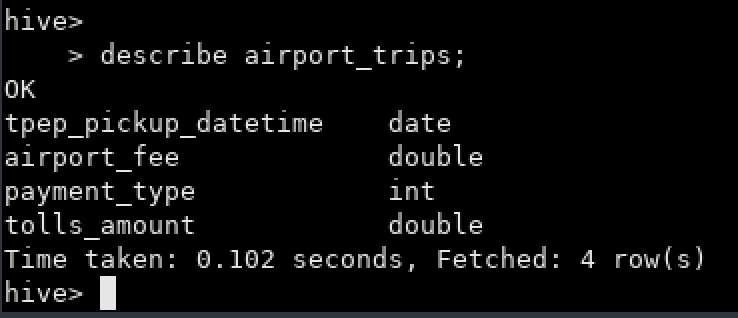 hive>
    > describe airport_trips;
OK
tpep_pickup_datetime    date
airport_fee             double
payment_type            int
tolls_amount            double
Time taken: 0.102 seconds, Fetched: 4 row(s)
hive>